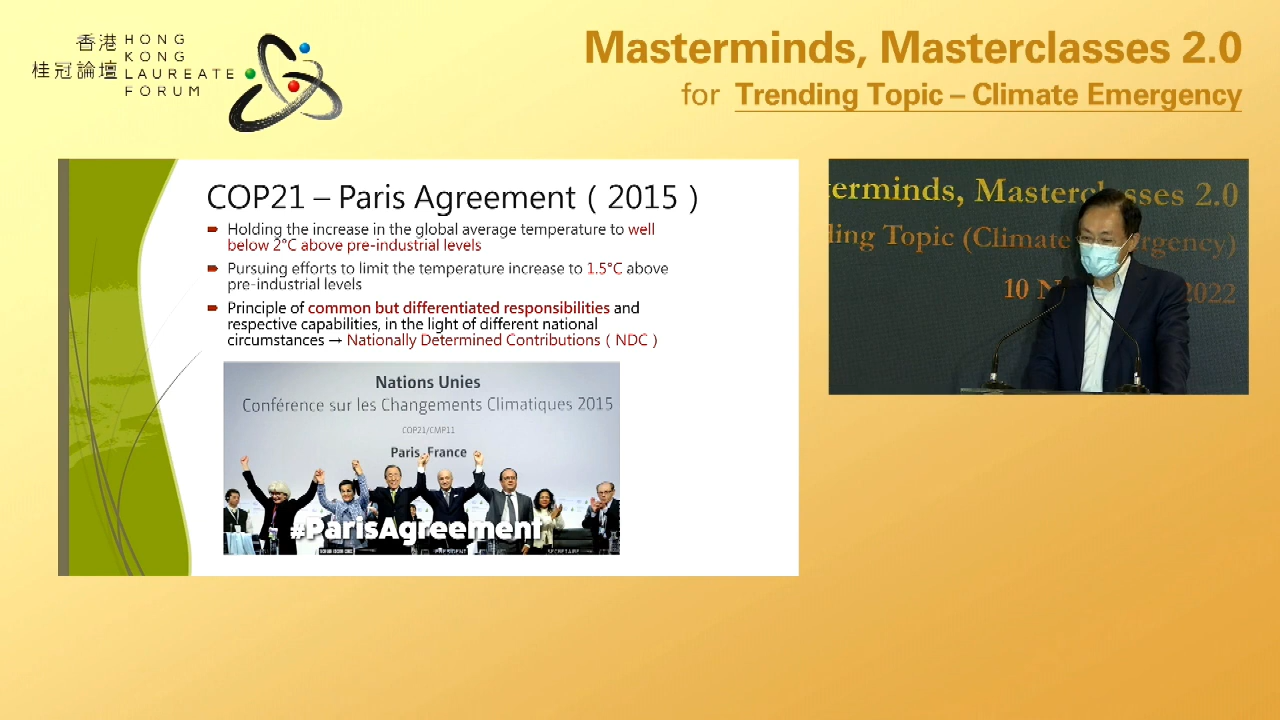 香港
桂冠論壇
HONG
KONG
LAUREATE
FORUM
Masterminds, Masterclasses 2.0
for Trending Topic – Climate Emergency
COP21 – Paris Agreement ( 2015 )
Holding the increase in the global average temperature to well
below 2°C above pre-industrial levels
Pursuing efforts to limit the temperature increase to 1.5°C above
pre-industrial levels
Principle of common but differentiated responsibilities and
respective capabilities, in the light of different national
circumstances → Nationally Determined Contributions ( NDC )
Nations Unies
Conférence sur les Changements Climatiques 2015
COP21/CMP11
Paris, France
#ParisAgreement
PRESIDENT
SECRETAIRE
terminds, Masterclasses 2.0
ding Topic (Climate rgency)
10 N 2022